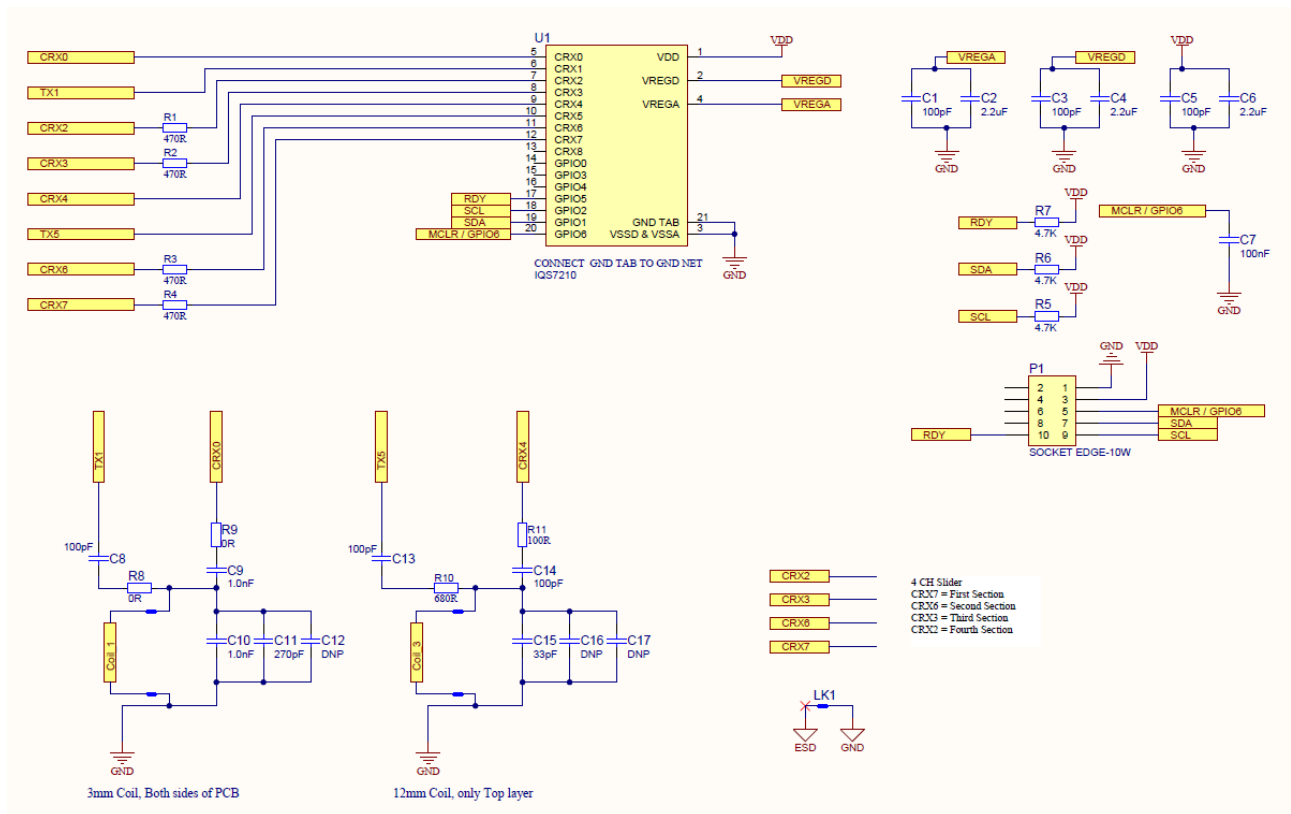 U1
CRX0
TX1
CRX2
R1
470R
CRX3
R2
470R
CRX4
TX5
CRX6
R3
470R
CRX7
R4
470R
5 CRX0
6 CRX1
7 CRX2
8 CRX3
9 CRX4
10 CRX5
11 CRX6
12 CRX7
13 CRX8
14 GPIO0
15 GPIO3
16 GPIO4
RDY 17 GPIO5
SCL 18 GPIO2
SDA 19 GPIO1
MCLR / GPIO6 20 GPIO6
VDD 1 VDD
VREGD 2 VREGD
VREGA 4 VREGA
GND TAB 21
VSSD & VSSA 3
GND
CONNECT GND TAB TO GND NET
IQS7210
VREGA
C1
100pF
C2
2.2uF
GND
VREGD
C3
100pF
C4
2.2uF
GND
VDD
C5
100pF
C6
2.2uF
GND
RDY
R7
4.7K
VDD
SDA
R6
4.7K
VDD
SCL
R5
4.7K
VDD
MCLR / GPIO6
C7
100nF
GND
GND
VDD
P1
2 1
4 3
6 5 MCLR / GPIO6
8 7 SDA
RDY 10 9 SCL
SOCKET EDGE-10W
TX1
CRX0
R9
0R
100pF
C8
C9
1.0nF
R8
0R
Coil_1
C10
1.0nF
C11
270pF
C12
DNP
GND
3mm Coil, Both sides of PCB
TX5
CRX4
R11
100R
100pF
C13
C14
100pF
R10
680R
Coil_3
C15
33pF
C16
DNP
C17
DNP
GND
12mm Coil, only Top layer
CRX2
CRX3
CRX6
CRX7
4 CH Slider
CRX7 = First Section
CRX6 = Second Section
CRX3 = Third Section
CRX2 = Fourth Section
LK1
ESD
GND